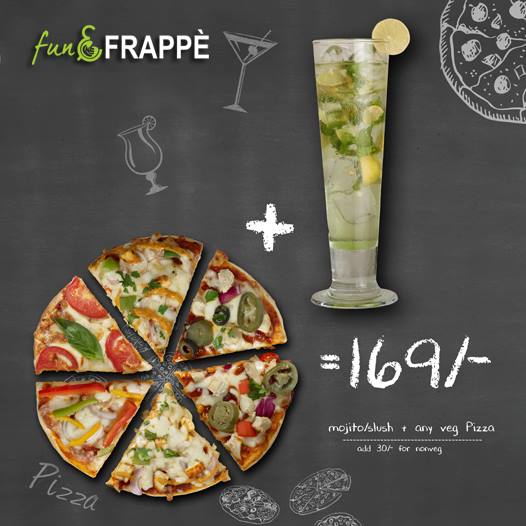 fun & FRAPPÈ
+
=169/-
mojito/slush + any veg Pizza
add 30/- for nonveg
Pizza